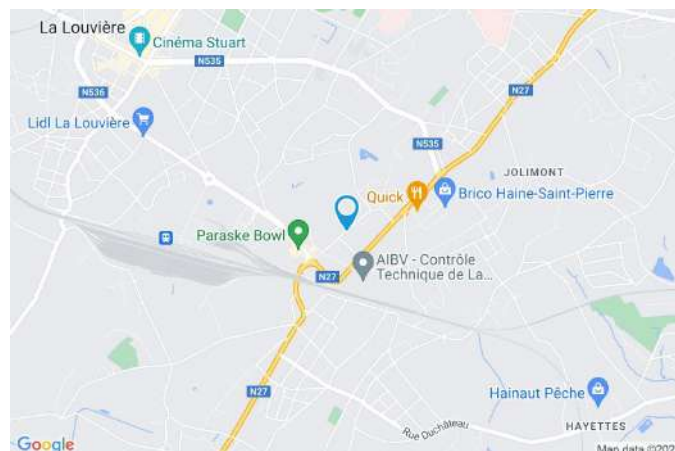 La Louvière
Cinéma Stuart
N535
N27
N536
Lidl La Louvière
N535
JOLIMONT
Quick
Brico Haine-Saint-Pierre
Paraske Bowl
AIBV - Contrôle
Technique de La...
N27
N27
Hainaut Pêche
Rue Duchâteau
HAYETTES
Google
Map data ©202